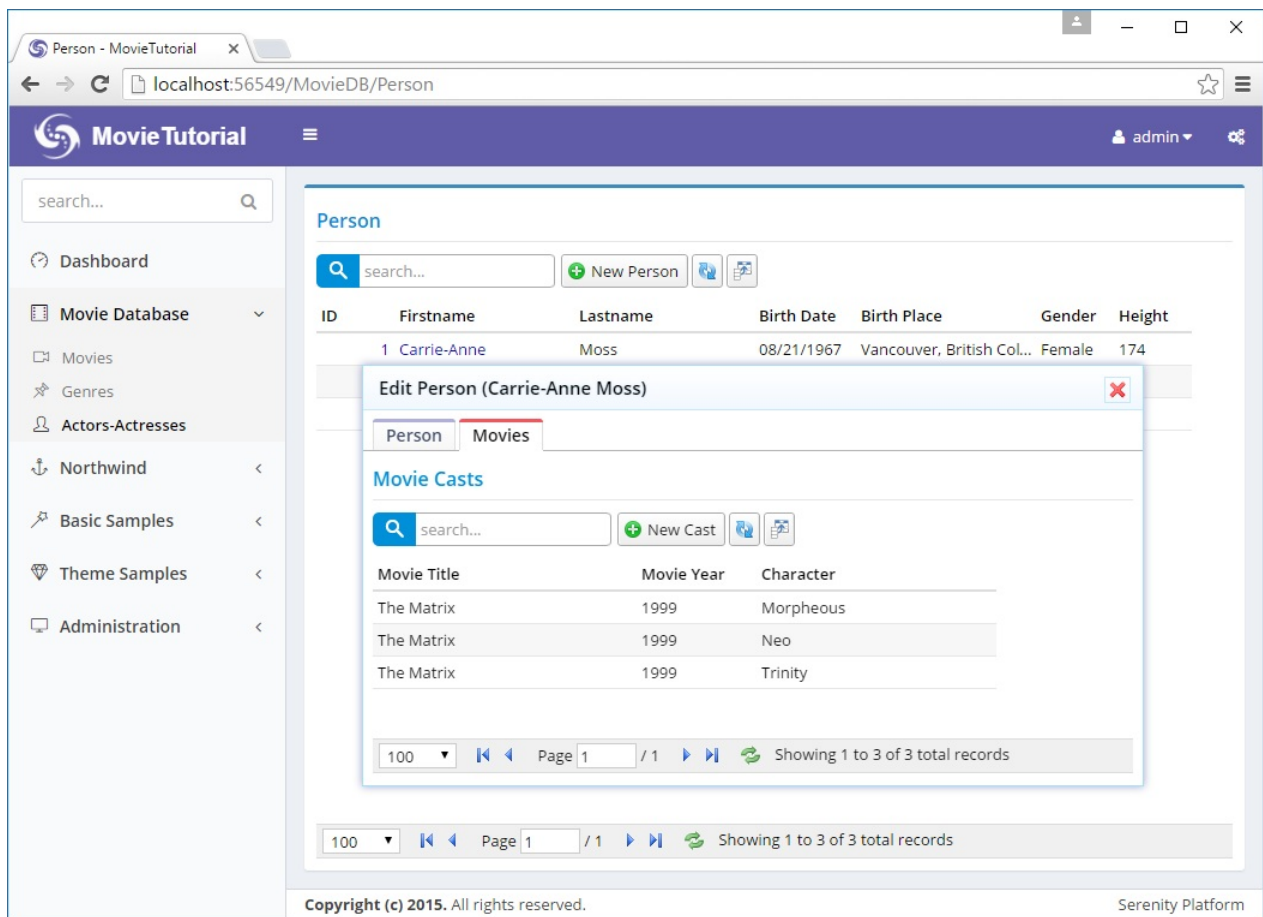 Person - MovieTutorial
localhost:56549/MovieDB/Person
MovieTutorial
admin
search...
Dashboard
Movie Database
Movies
Genres
Actors-Actresses
Northwind
Basic Samples
Theme Samples
Administration
Person
search...
New Person
ID Firstname Lastname Birth Date Birth Place Gender Height
1 Carrie-Anne Moss 08/21/1967 Vancouver, British Col... Female 174
Edit Person (Carrie-Anne Moss)
Person Movies
Movie Casts
search...
New Cast
Movie Title Movie Year Character
The Matrix 1999 Morpheous
The Matrix 1999 Neo
The Matrix 1999 Trinity
100 Page 1 / 1 Showing 1 to 3 of 3 total records
100 Page 1 / 1 Showing 1 to 3 of 3 total records
Copyright (c) 2015. All rights reserved. Serenity Platform